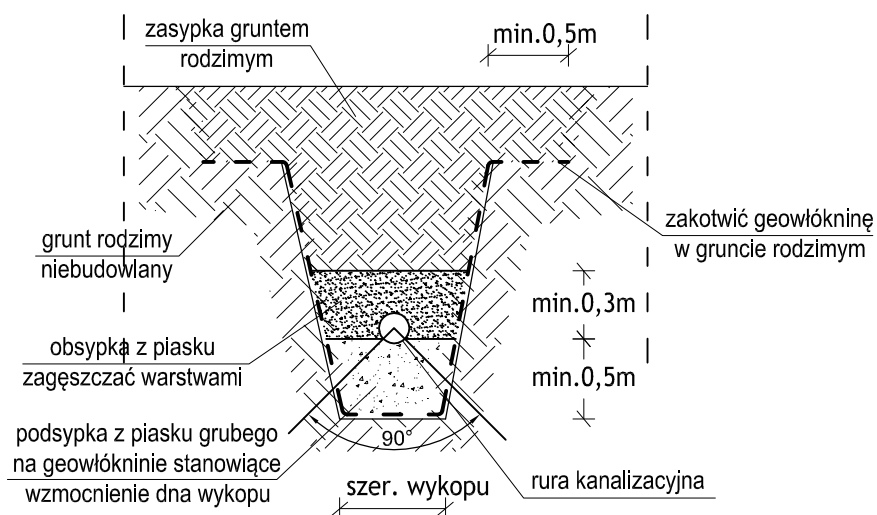 zasypka gruntem
rodzimym
min.0,5m
grunt rodzimy
niebudowlany
zakotwić geowłókninę
w gruncie rodzimym
min.0,3m
obsypka z piasku
zagęszczać warstwami
min.0,5m
podsypka z piasku grubego
na geowłókninie stanowiące
wzmocnienie dna wykopu
90°
szer. wykopu
rura kanalizacyjna